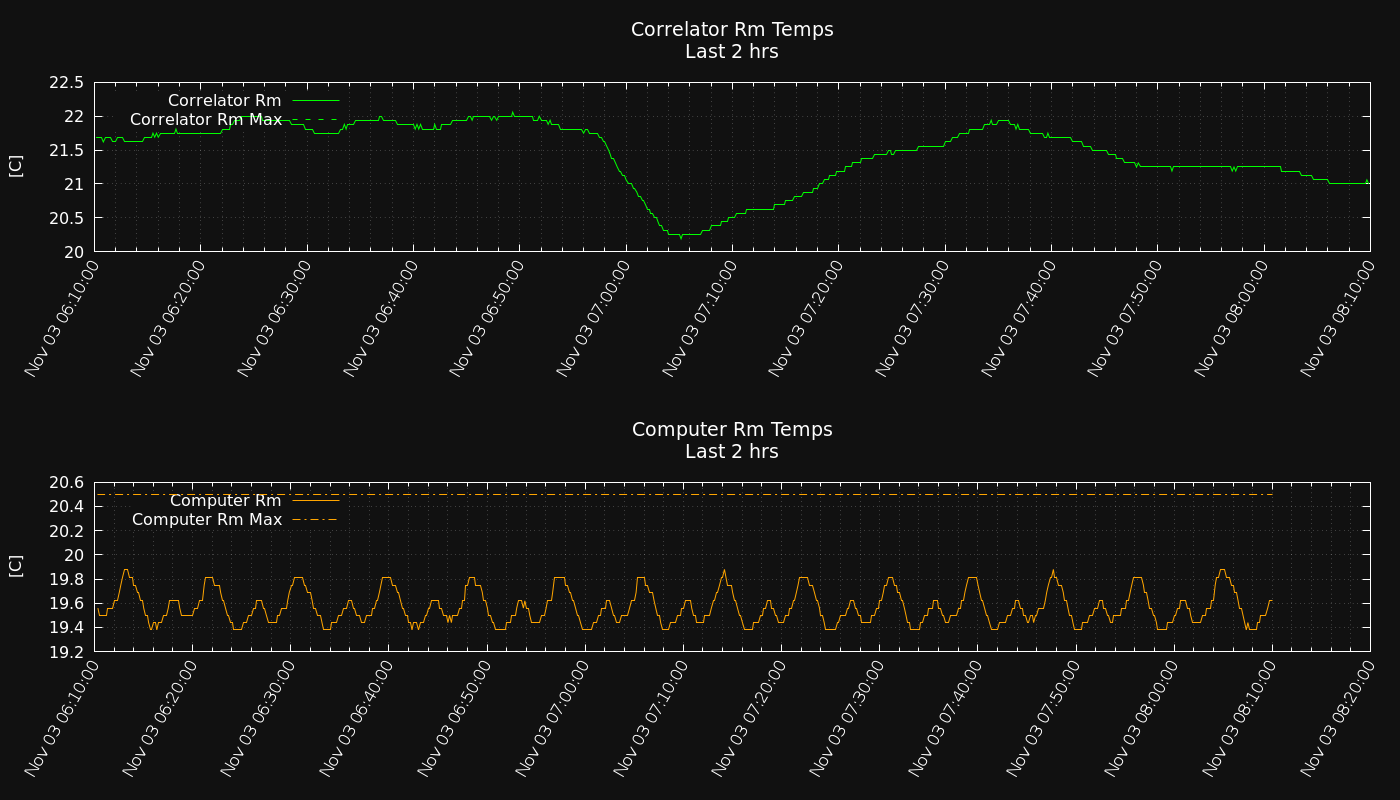 Correlator Rm Temps
Last 2 hrs
22.5
22
21.5
21
20.5
20
[C]
Correlator Rm
Correlator Rm Max
Nov 03 06:10:00
Nov 03 06:20:00
Nov 03 06:30:00
Nov 03 06:40:00
Nov 03 06:50:00
Nov 03 07:00:00
Nov 03 07:10:00
Nov 03 07:20:00
Nov 03 07:30:00
Nov 03 07:40:00
Nov 03 07:50:00
Nov 03 08:00:00
Nov 03 08:10:00
Computer Rm Temps
Last 2 hrs
20.6
20.4
20.2
20
19.8
19.6
19.4
19.2
[C]
Computer Rm
Computer Rm Max
Nov 03 06:10:00
Nov 03 06:20:00
Nov 03 06:30:00
Nov 03 06:40:00
Nov 03 06:50:00
Nov 03 07:00:00
Nov 03 07:10:00
Nov 03 07:20:00
Nov 03 07:30:00
Nov 03 07:40:00
Nov 03 07:50:00
Nov 03 08:00:00
Nov 03 08:10:00
Nov 03 08:20:00